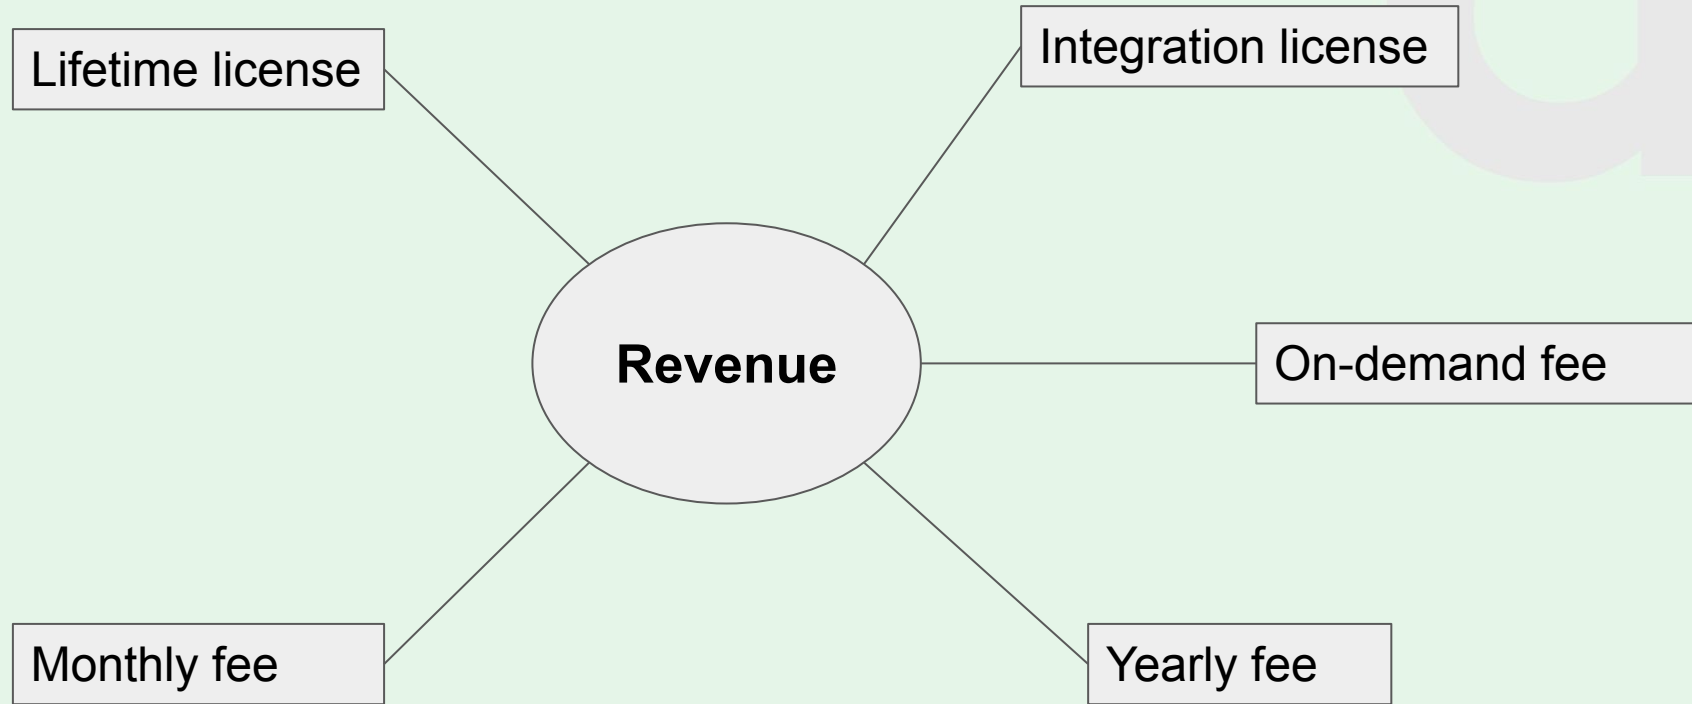 Integration license
Lifetime license
Revenue
On-demand fee
Monthly fee
Yearly fee